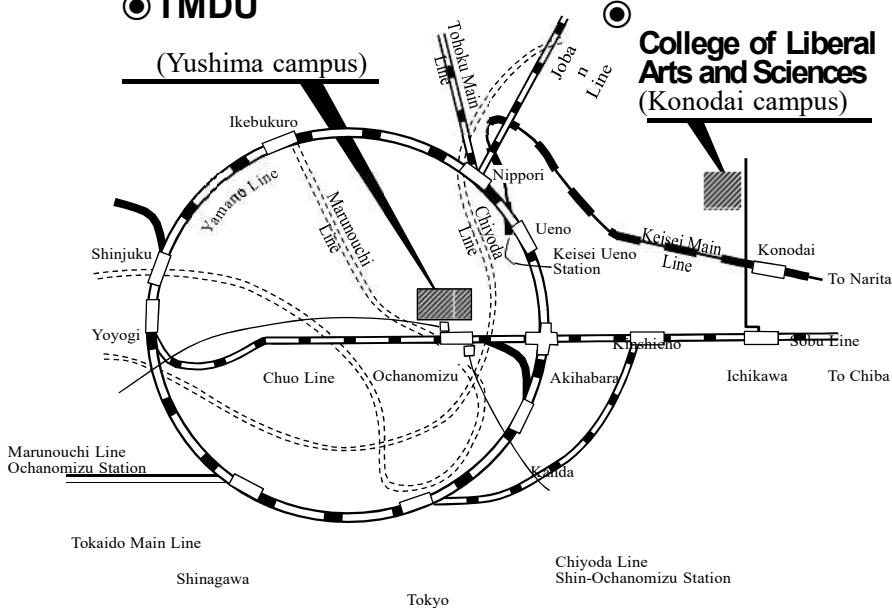 TMDU
(Yushima campus)
College of Liberal
Arts and Sciences
(Konodai campus)
Tohoku Main
Line
Joba
n
Line
Ikebukuro
Yamano Line
Marunouchi
Line
Nippori
Chiyoda
Line
Ueno
Keisei Ueno
Station
Keisei Main
Line
Konodai
To Narita
Shinjuku
Yoyogi
Chuo Line
Ochanomizu
Akihabara
Kinshicho
Ichikawa
Sobu Line
To Chiba
Marunouchi Line
Ochanomizu Station
Kanda
Tokaido Main Line
Shinagawa
Tokyo
Chiyoda Line
Shin-Ochanomizu Station